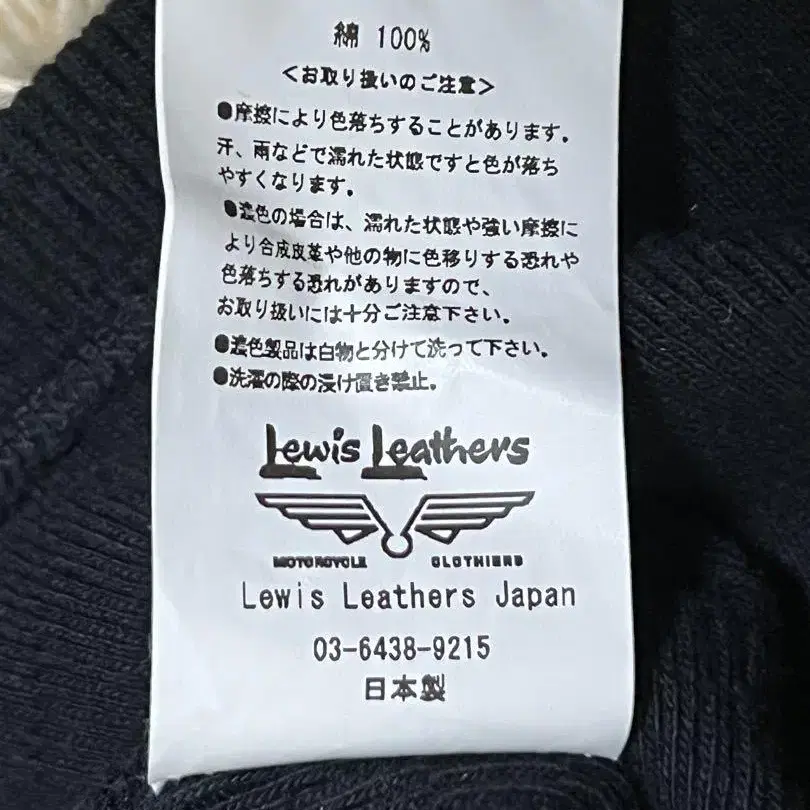 綿 100%
＜お取り扱いのご注意＞
●摩擦により色落ちすることがあります。
汗、雨などで濡れた状態ですと色が落ち
やすくなります。
●濃色の場合は、濡れた状態や強い摩擦に
より合成皮革や他の物に色移りする恐れや
色落ちする恐れがありますので、
お取り扱いには十分ご注意下さい。
●濃色製品は白物と分けて洗って下さい。
●洗濯の際の浸け置き禁止。
Lewis Leathers
MOTORCYCLE CLOTHIERS
Lewis Leathers Japan
03-6438-9215
日本製